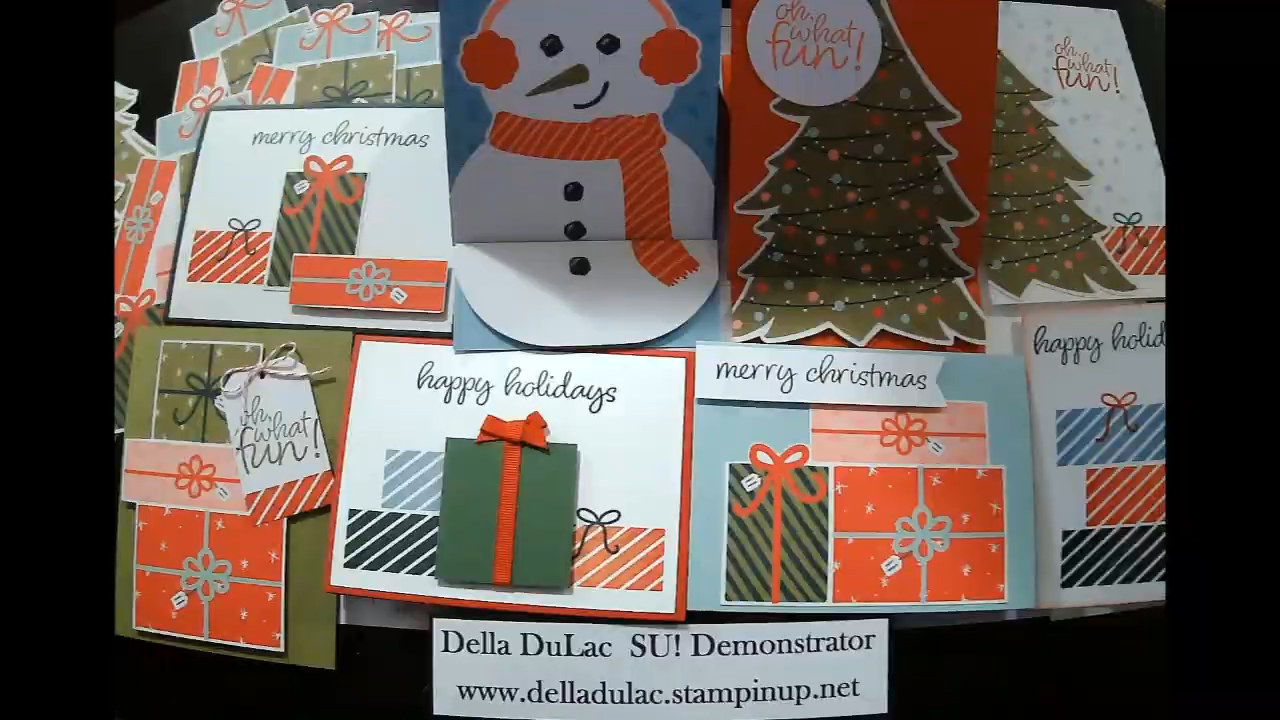 oh,
what
fun!
oh,
what
fun!
merry christmas
happy holidays
merry christmas
happy holid
oh,
what
fun!
Della DuLac SU! Demonstrator
www.delladulac.stampinup.net